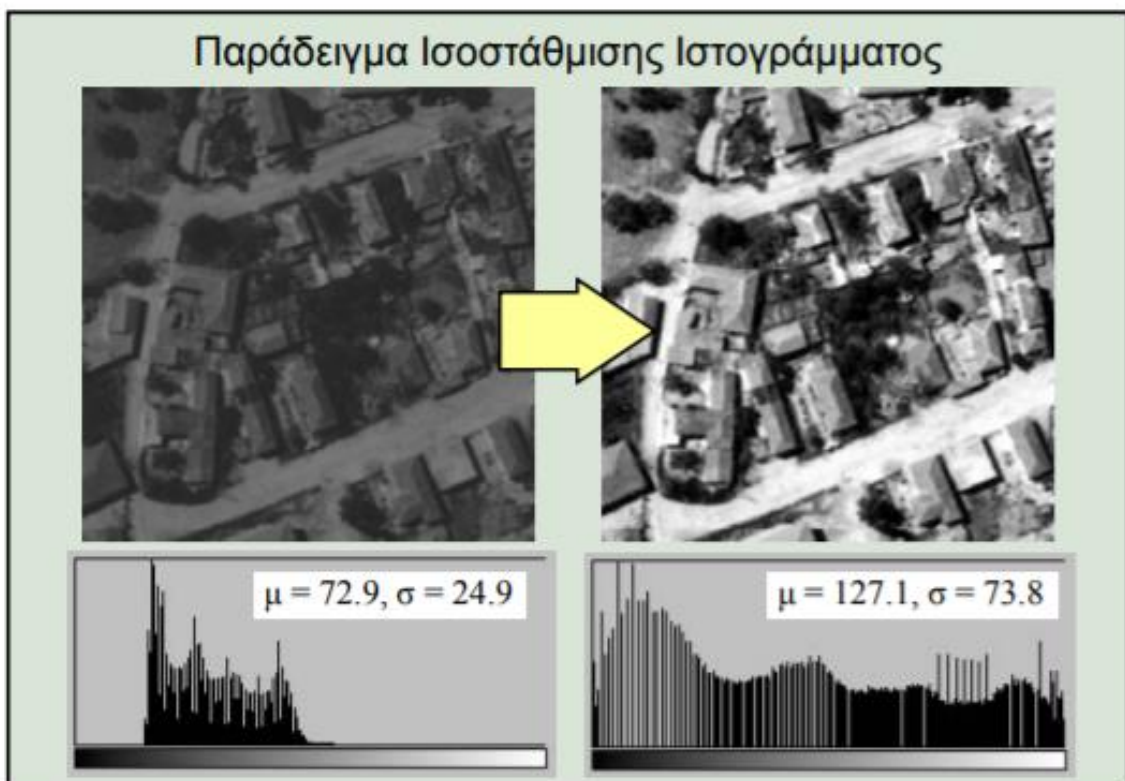 Παράδειγμα Ισοστάθμισης Ιστογράμματος
μ = 72.9, σ = 24.9
μ = 127.1, σ = 73.8